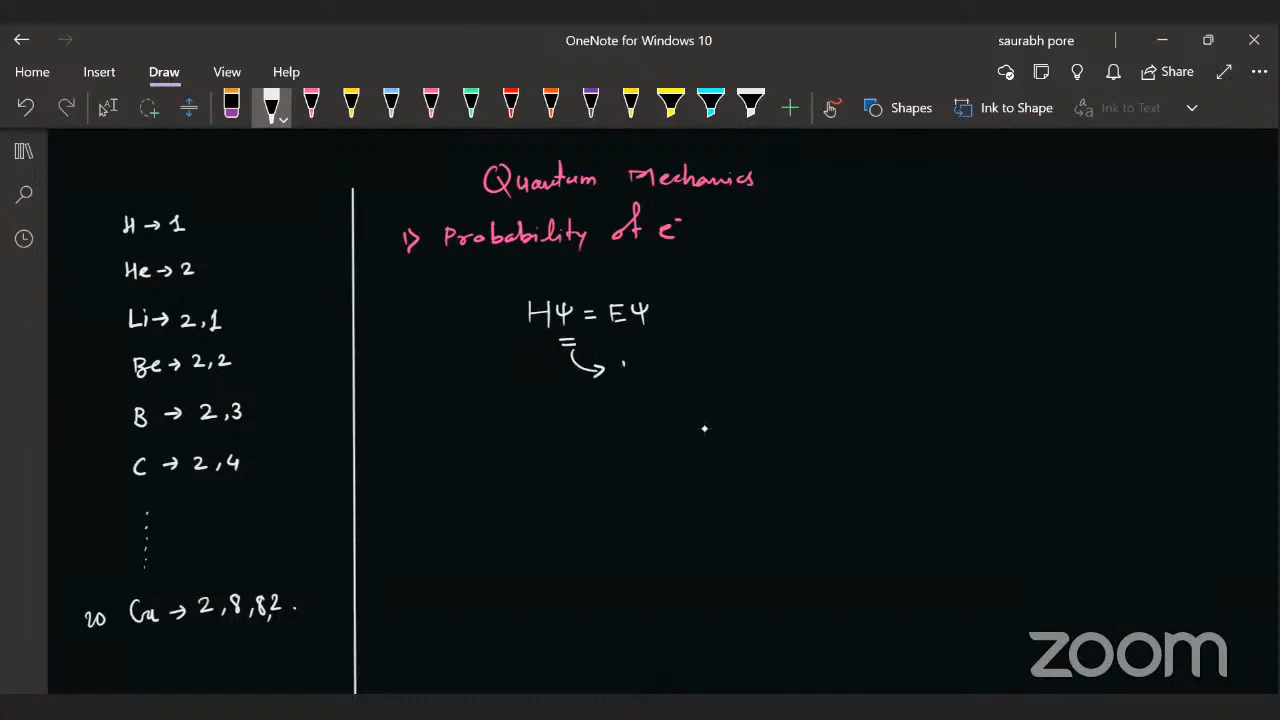 OneNote for Windows 10
saurabh pore
Home Insert Draw View Help
Share
Shapes Ink to Shape Ink to Text
Quantum Mechanics
1) Probability of e⁻
HΨ = EΨ
H → 1
He → 2
Li → 2,1
Be → 2,2
B → 2,3
C → 2,4
20 Ca → 2,8,8,2.
zoom